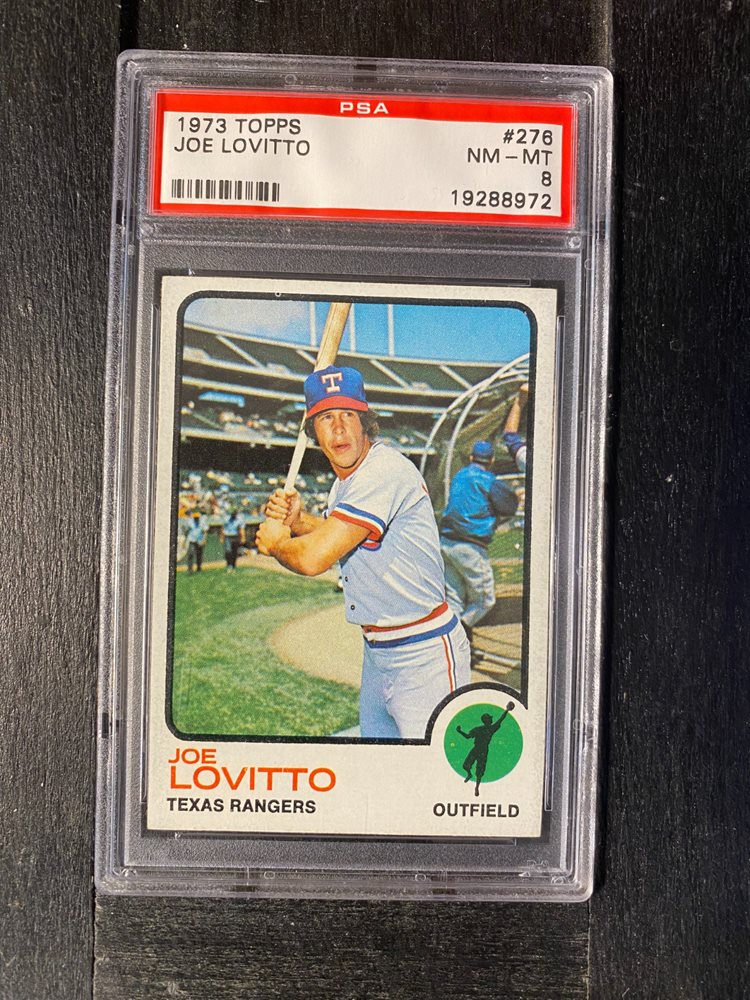 PSA
1973 TOPPS #276
JOE LOVITTO NM - MT
8
19288972
T
JOE
LOVITTO
TEXAS RANGERS OUTFIELD